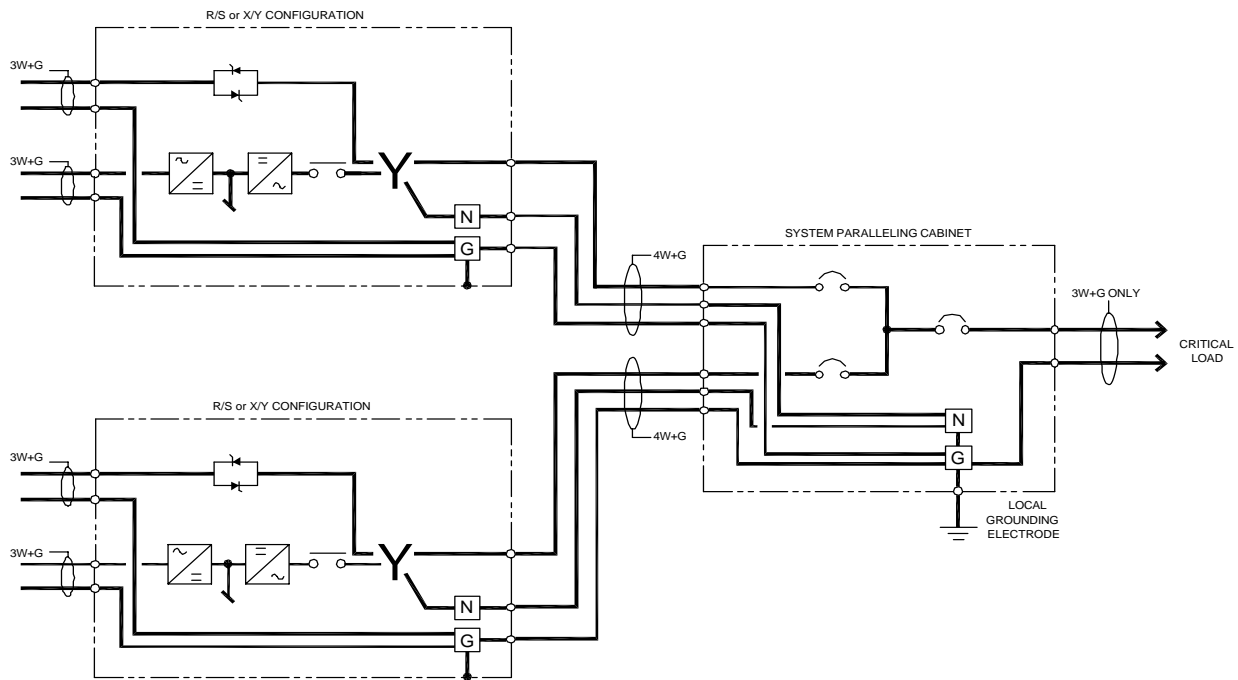 R/S or X/Y CONFIGURATION
3W+G
3W+G
Y
N
G
4W+G
SYSTEM PARALLELING CABINET
3W+G ONLY
CRITICAL
LOAD
R/S or X/Y CONFIGURATION
4W+G
N
G
3W+G
LOCAL
GROUNDING
ELECTRODE
3W+G
Y
N
G